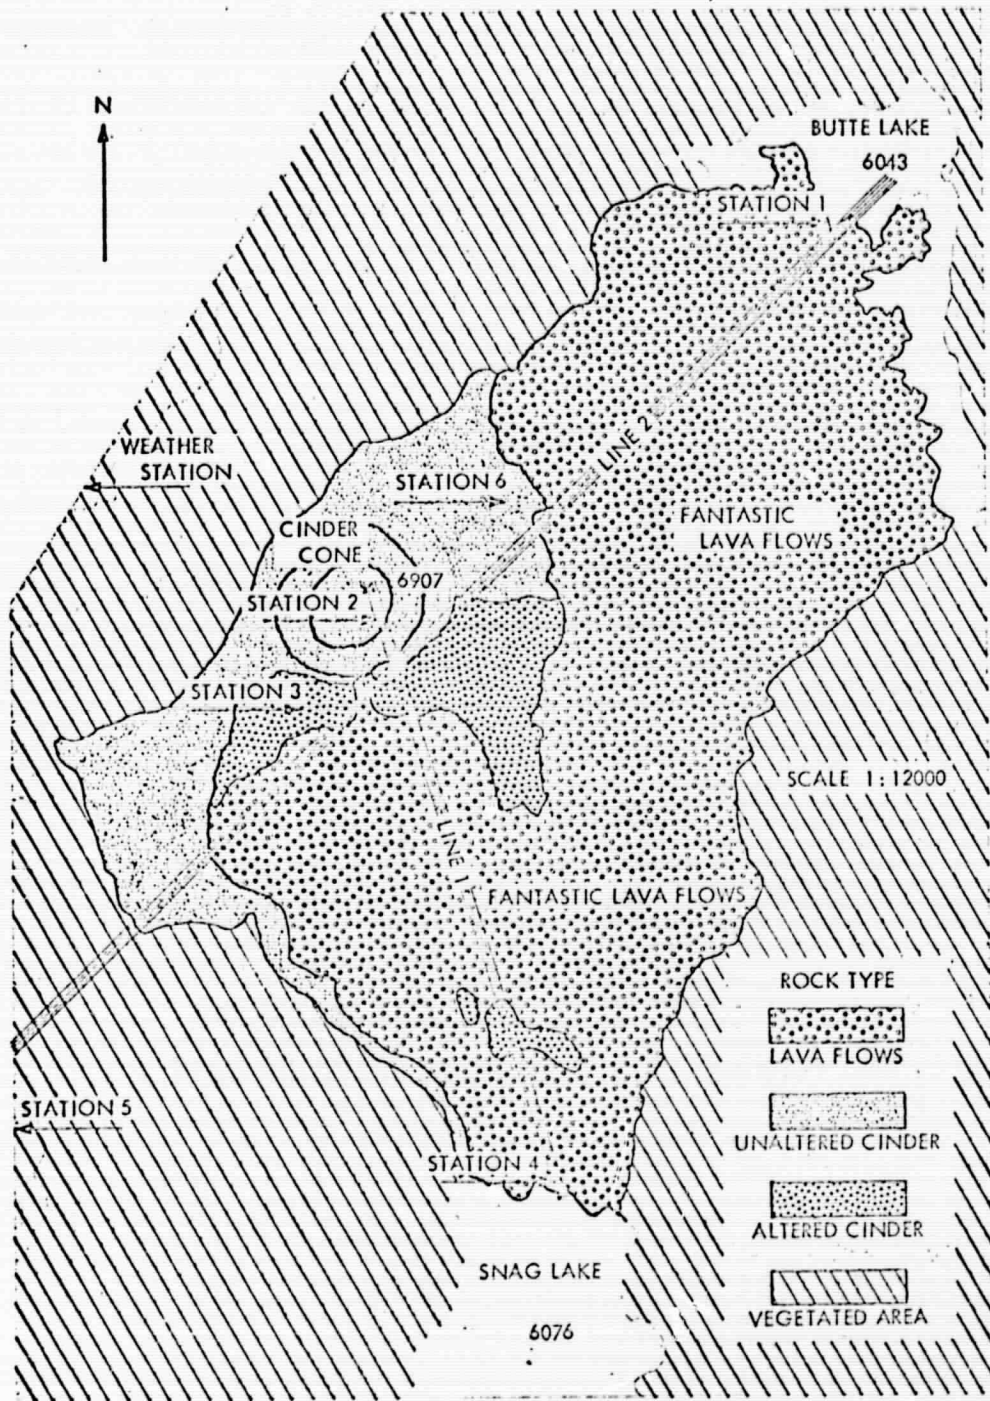 N
BUTTE LAKE
6043
STATION 1
LINE 2
WEATHER
STATION
STATION 6
FANTASTIC
LAVA FLOWS
CINDER
CONE
6907
STATION 2
STATION 3
SCALE 1 : 12000
LINE 1
FANTASTIC LAVA FLOWS
ROCK TYPE
LAVA FLOWS
STATION 5
UNALTERED CINDER
STATION 4
ALTERED CINDER
SNAG LAKE
6076
VEGETATED AREA